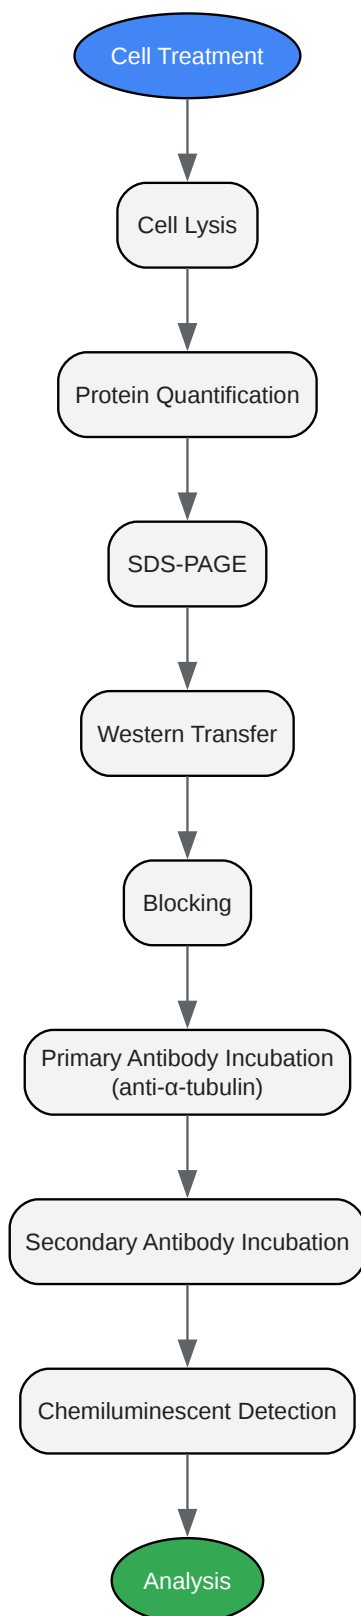 Cell Treatment
Cell Lysis
Protein Quantification
SDS-PAGE
Western Transfer
Blocking
Primary Antibody Incubation
(anti-α-tubulin)
Secondary Antibody Incubation
Chemiluminescent Detection
Analysis